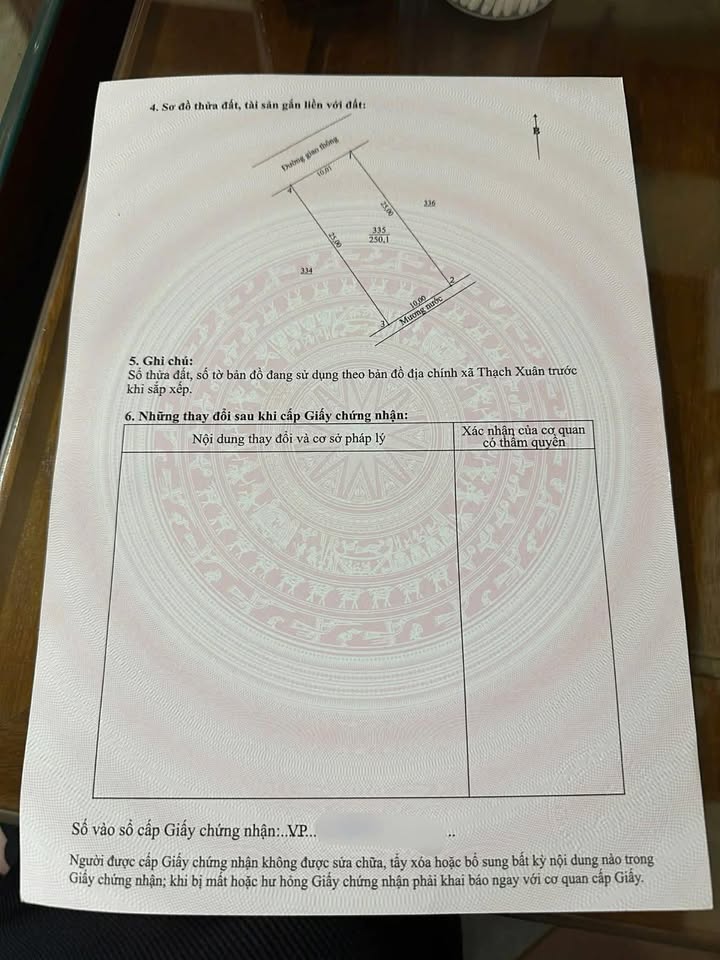 4. Sơ đồ thửa đất, tài sản gắn liền với đất:
B
Đường giao thông
10,01
4
25,00
25,00
336
335
250,1
334
2
10,00
3
Mương nước
5. Ghi chú:
Số thửa đất, số tờ bản đồ đang sử dụng theo bản đồ địa chính xã Thạch Xuân trước
khi sắp xếp.
6. Những thay đổi sau khi cấp Giấy chứng nhận:
Nội dung thay đổi và cơ sở pháp lý
Xác nhận của cơ quan
có thẩm quyền
Số vào sổ cấp Giấy chứng nhận:..VP... ..
Người được cấp Giấy chứng nhận không được sửa chữa, tẩy xóa hoặc bổ sung bất kỳ nội dung nào trong
Giấy chứng nhận; khi bị mất hoặc hư hỏng Giấy chứng nhận phải khai báo ngay với cơ quan cấp Giấy.